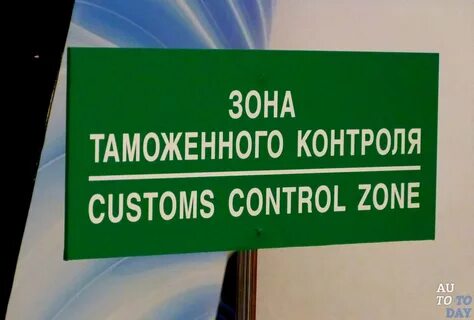 ЗОНА
ТАМОЖЕННОГО КОНТРОЛЯ
CUSTOMS CONTROL ZONE
AU
TO TO
DAY